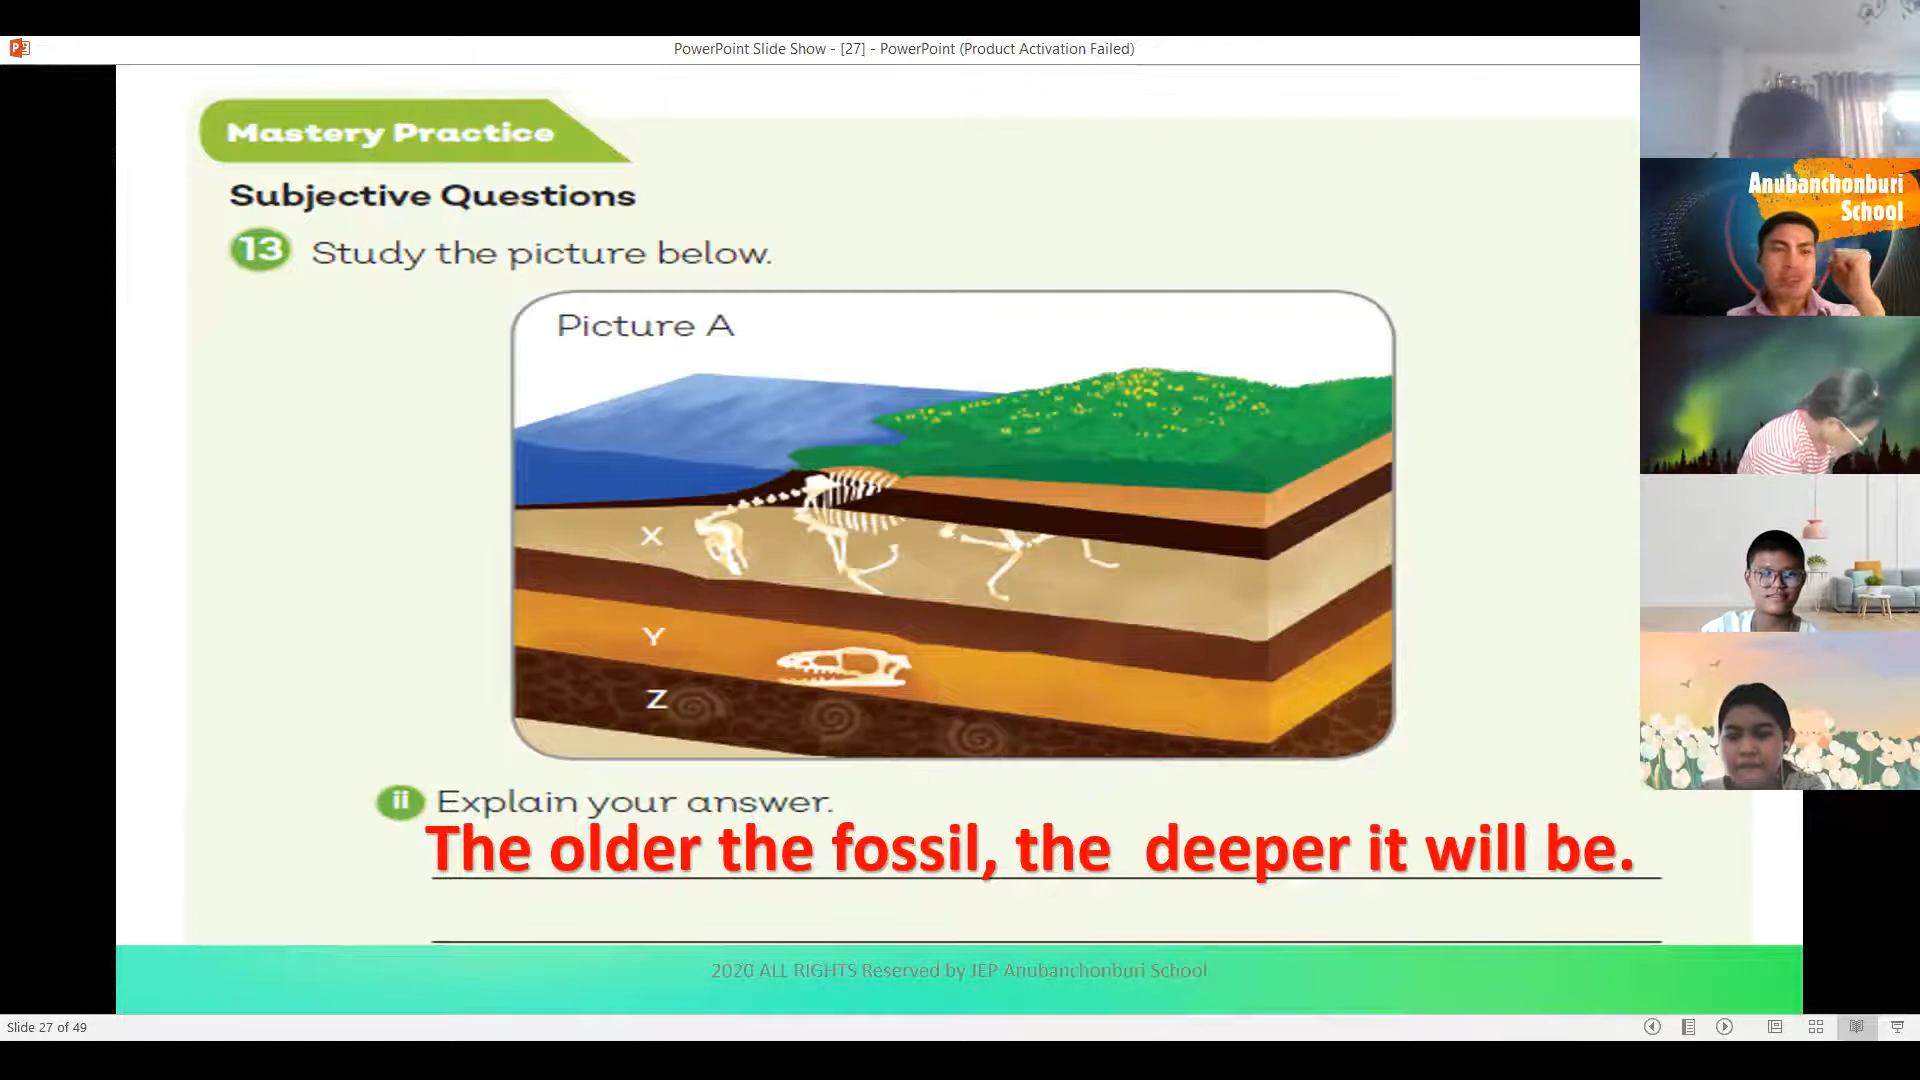 PowerPoint Slide Show - [27] - PowerPoint (Product Activation Failed)
Mastery Practice
Subjective Questions
13 Study the picture below.
Picture A
X
Y
Z
ii Explain your answer.
The older the fossil, the deeper it will be.
2020 ALL RIGHTS Reserved by JEP Anubanchonburi School
Slide 27 of 49
Anubanchonburi
School